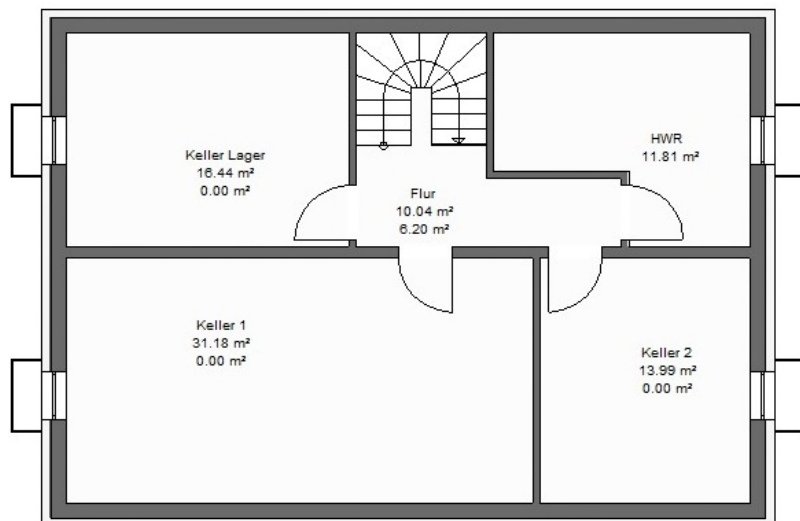 Keller Lager
16.44 m²
0.00 m²
HWR
11.81 m²
Flur
10.04 m²
6.20 m²
Keller 1
31.18 m²
0.00 m²
Keller 2
13.99 m²
0.00 m²